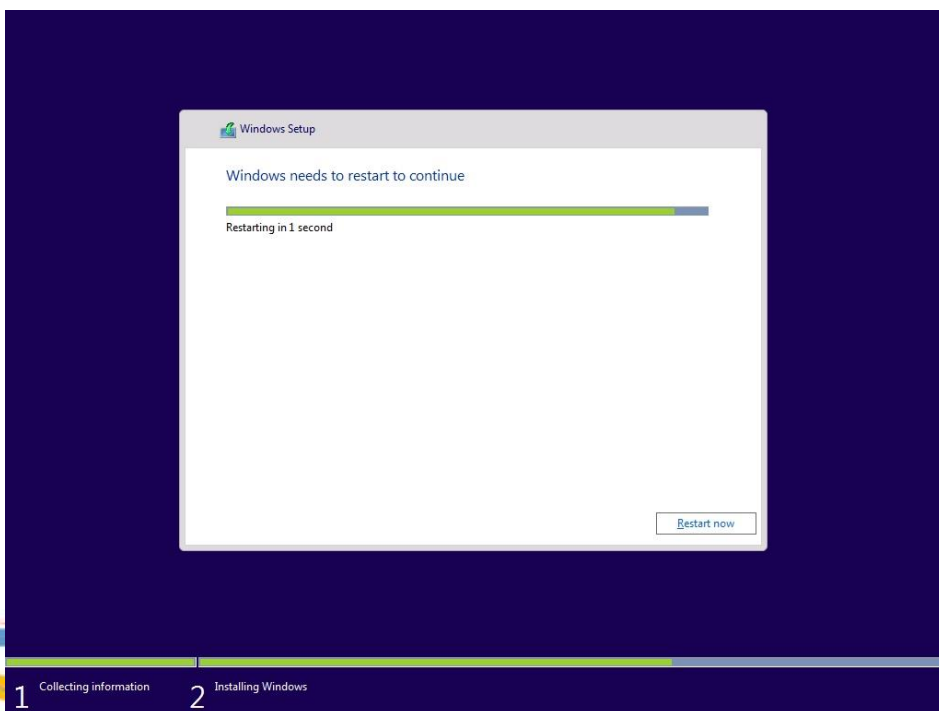 Windows Setup
Windows needs to restart to continue
Restarting in 1 second
Restart now
1 Collecting information
2 Installing Windows